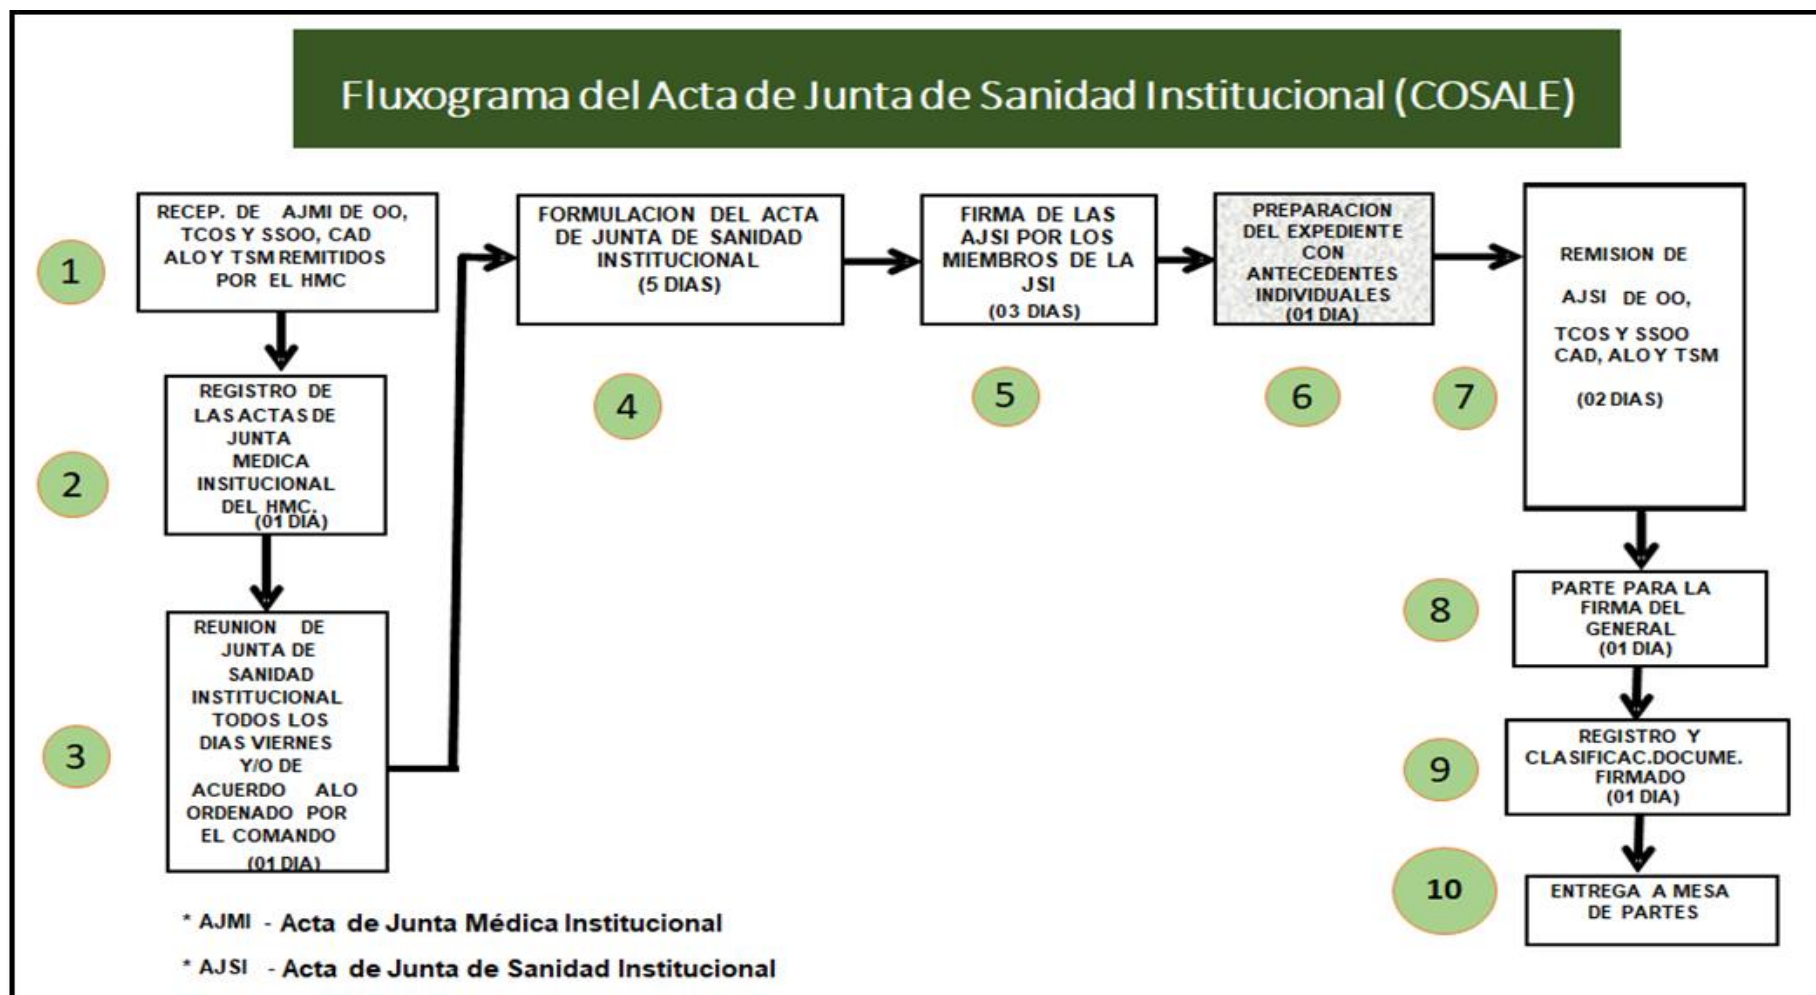 Fluxograma del Acta de Junta de Sanidad Institucional (COSALE)
1
RECEP. DE AJMI DE OO,
TCOS Y SSOO, CAD
ALO Y TSM REMITIDOS
POR EL HMC
2
REGISTRO DE
LAS ACTAS DE
JUNTA
MEDICA
INSITUCIONAL
DEL HMC.
(01 DIA)
3
REUNION DE
JUNTA DE
SANIDAD
INSTITUCIONAL
TODOS LOS
DIAS VIERNES
Y/O DE
ACUERDO ALO
ORDENADO POR
EL COMANDO
(01 DIA)
FORMULACION DEL ACTA
DE JUNTA DE SANIDAD
INSTITUCIONAL
(5 DIAS)
4
FIRMA DE LAS
AJSI POR LOS
MIEMBROS DE LA
JSI
(03 DIAS)
5
PREPARACION
DEL EXPEDIENTE
CON
ANTECEDENTES
INDIVIDUALES
(01 DIA)
6
7
REMISION DE
AJSI DE OO,
TCOS Y SSOO
CAD, ALO Y TSM
(02 DIAS)
8
PARTE PARA LA
FIRMA DEL
GENERAL
(01 DIA)
9
REGISTRO Y
CLASIFICAC.DOCUME.
FIRMADO
(01 DIA)
10
ENTREGA A MESA
DE PARTES
* AJMI - Acta de Junta Médica Institucional
* AJSI - Acta de Junta de Sanidad Institucional